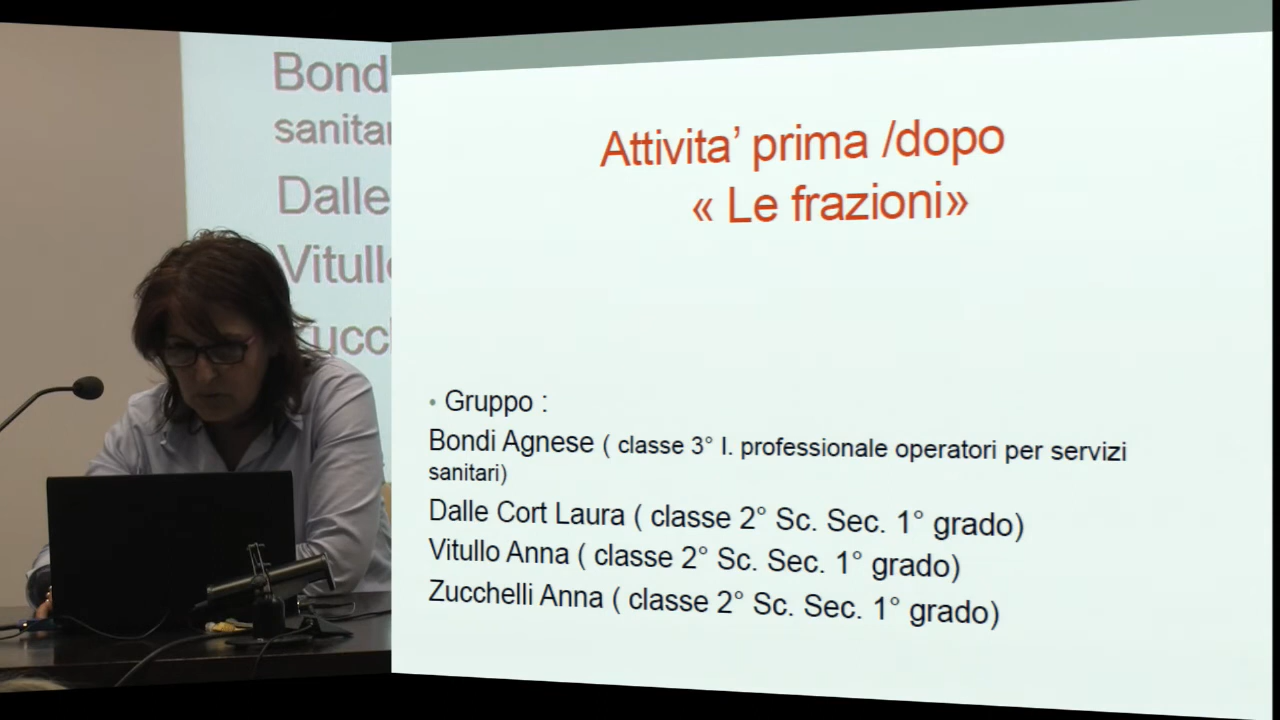 Bond
sanitar
Dalle
Vitullo
zucch
Attivita' prima /dopo
« Le frazioni»
• Gruppo :
Bondi Agnese ( classe 3° I. professionale operatori per servizi
sanitari)
Dalle Cort Laura ( classe 2° Sc. Sec. 1° grado)
Vitullo Anna ( classe 2° Sc. Sec. 1° grado)
Zucchelli Anna ( classe 2° Sc. Sec. 1° grado)